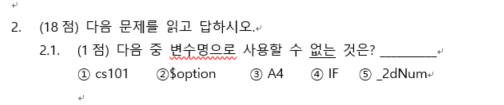 2. (18 점) 다음 문제를 읽고 답하시오.
2.1. (1 점) 다음 중 변수명으로 사용할 수 없는 것은? ________
① cs101 ②$option ③ A4 ④ IF ⑤ _2dNum